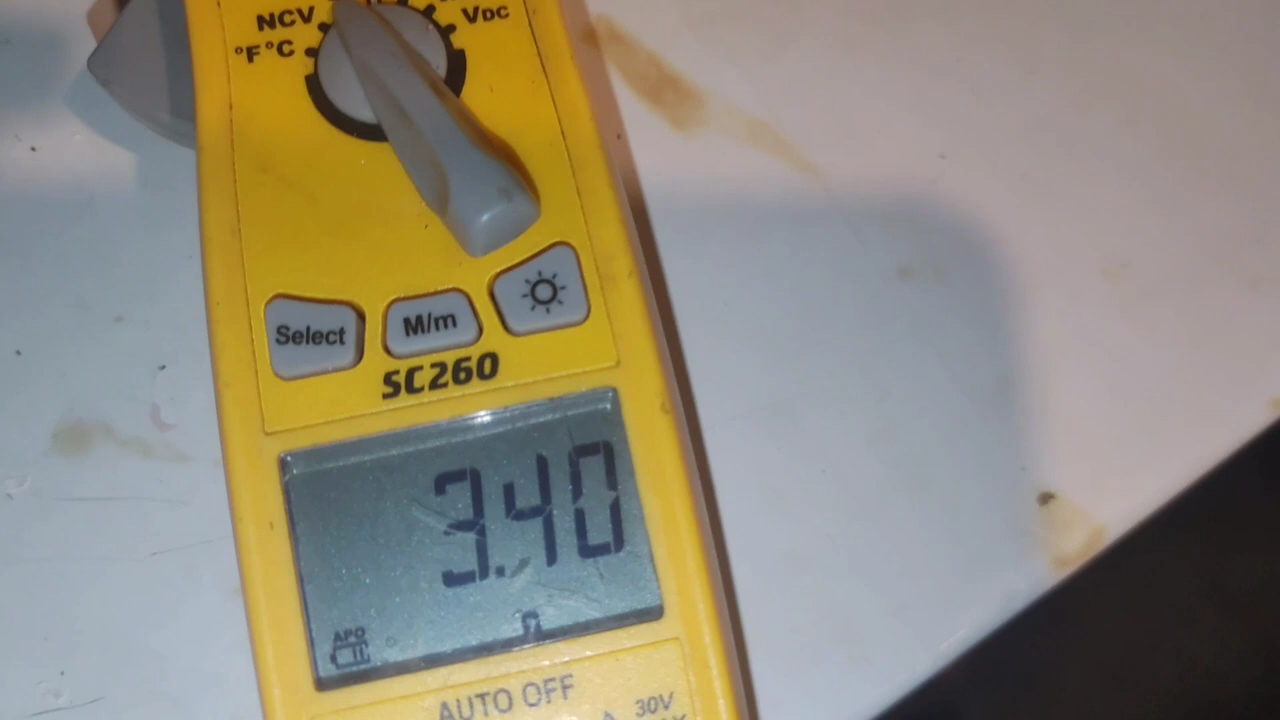 NCV
VDC
°F°C
Select
M/m
SC260
3.40
APO
Ω
AUTO OFF
30V